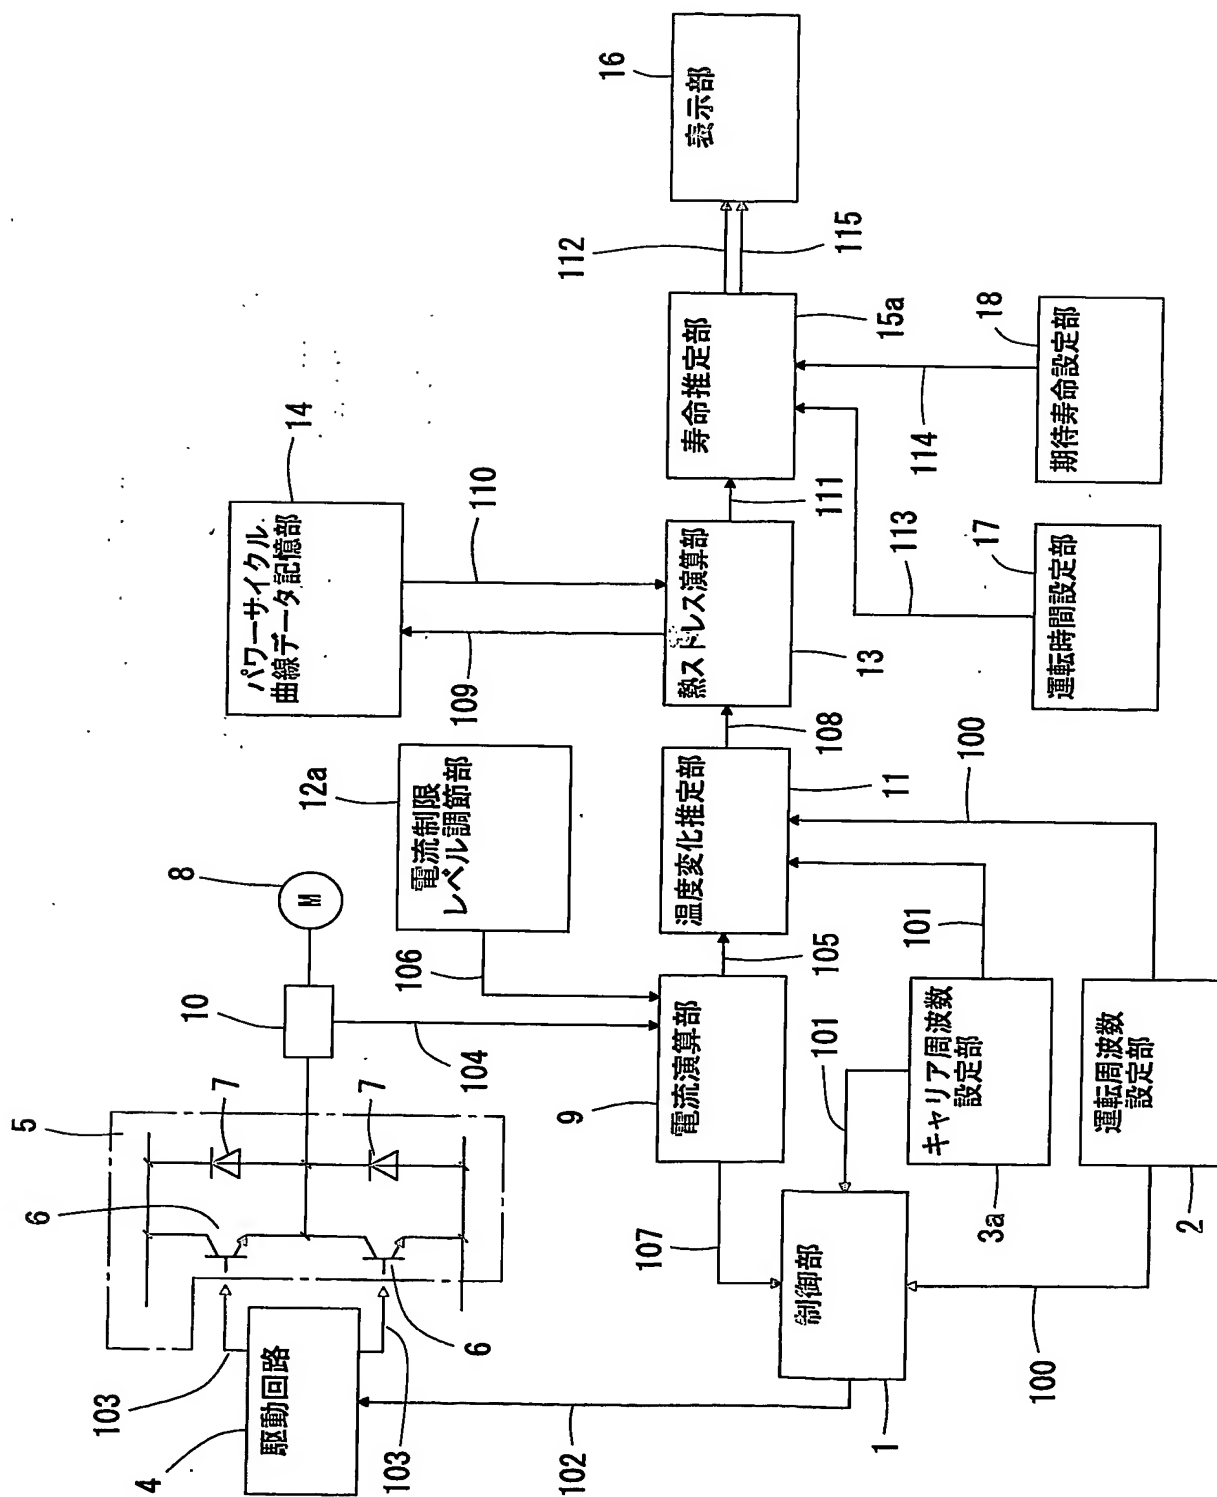 103
4
駆動回路
103
6
6
5
7
7
10
8
M
102
104
106
12a
電流制限
レベル調節部
14
パワーサイクル
曲線データ記憶部
109
110
107
1
制御部
9
電流演算部
105
11
温度変化推定部
108
13
熱ストレス演算部
111
15a
寿命推定部
112
115
16
表示部
100
101
101
3a
キャリア周波数
設定部
2
運転周波数
設定部
100
113
17
運転時間設定部
114
18
期待寿命設定部